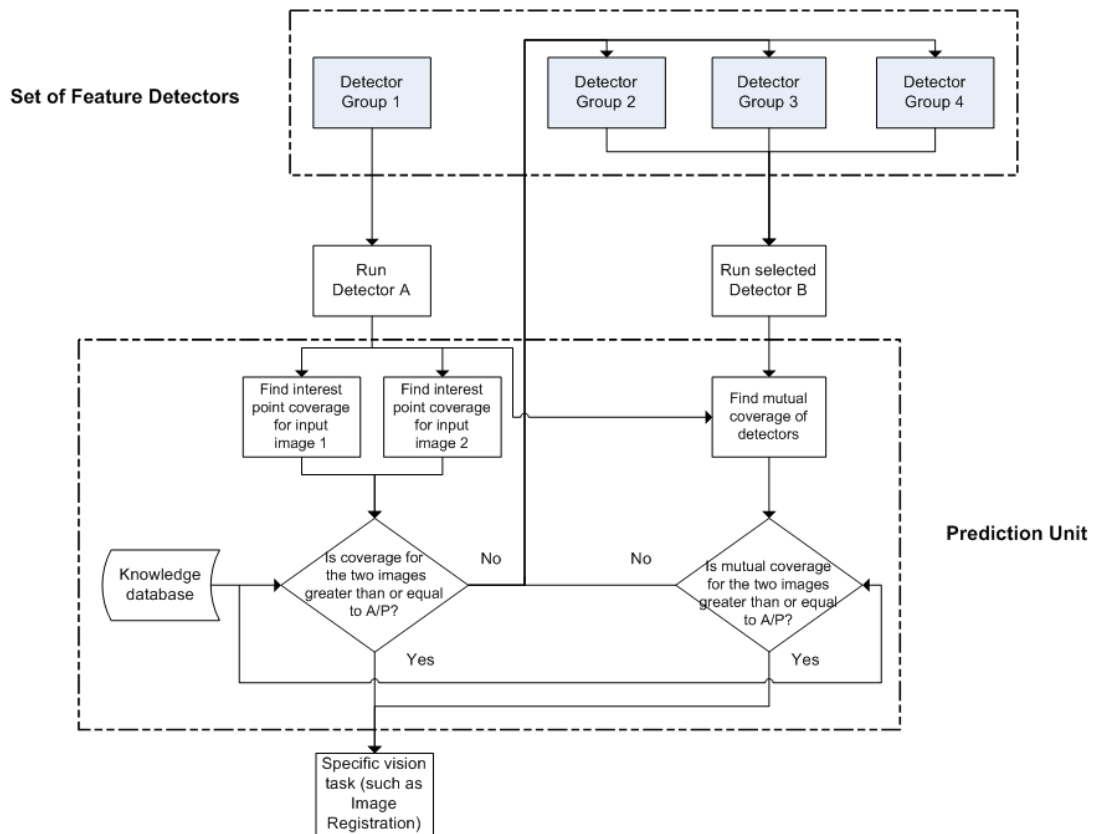 Detector
Group 1
Detector
Group 2
Detector
Group 3
Detector
Group 4
Set of Feature Detectors
Run
Detector A
Run selected
Detector B
Find interest
point coverage
for input
image 1
Find interest
point coverage
for input
image 2
Find mutual
coverage of
detectors
Prediction Unit
Knowledge
database
Is coverage for
the two images
greater than or equal
to A/P?
No
No
Is mutual coverage
for the two images
greater than or equal
to A/P?
Yes
Yes
Specific vision
task (such as
Image
Registration)